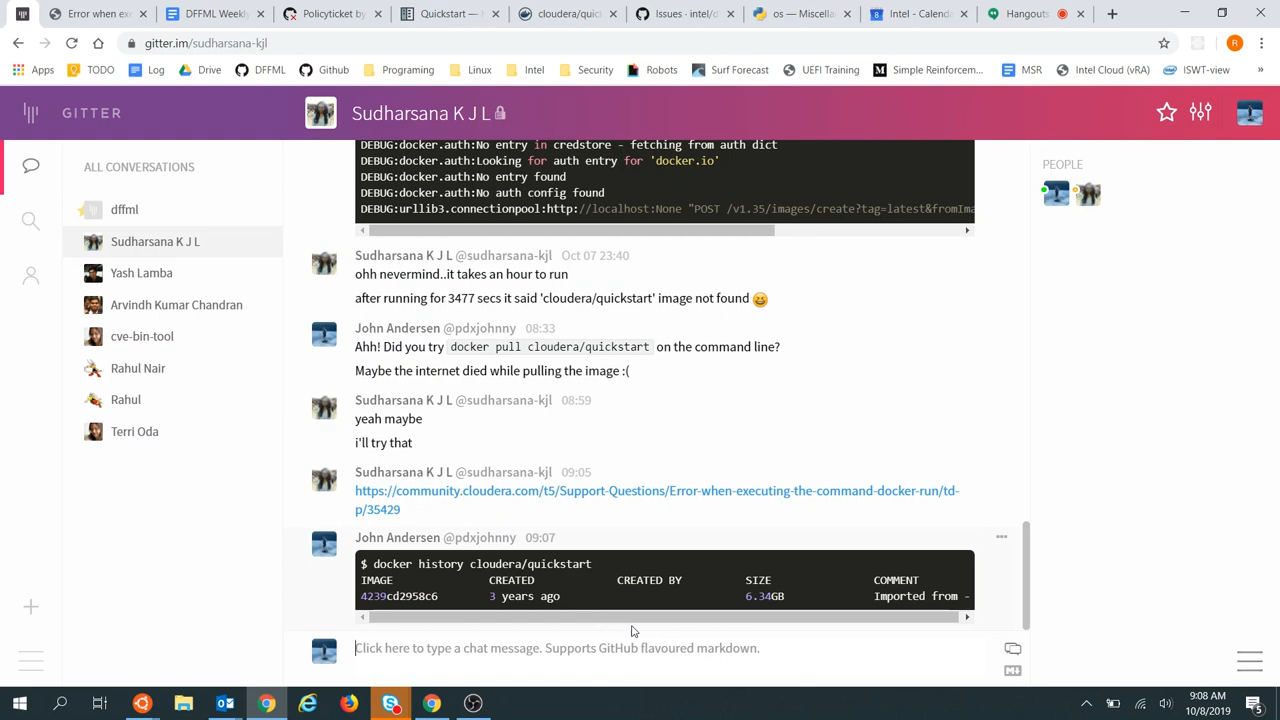 Error when ex
DFFML Weekly
Policyticket by
Quickstart — K
cloudera/quic
Issues · intel/d
os — Miscella
Intel - Calenda
Hangouts
gitter.im/sudharsana-kjl
R
Apps
TODO
Log
Drive
DFFML
Github
Programing
Linux
Intel
Security
Robots
Surf Forecast
UEFI Training
Simple Reinforcem...
MSR
Intel Cloud (vRA)
ISWT-view
»
GITTER
Sudharsana K J L
ALL CONVERSATIONS
dffml
Sudharsana K J L
Yash Lamba
Arvindh Kumar Chandran
cve-bin-tool
Rahul Nair
Rahul
Terri Oda
DEBUG:docker.auth:No entry in credstore - fetching from auth dict
DEBUG:docker.auth:Looking for auth entry for 'docker.io'
DEBUG:docker.auth:No entry found
DEBUG:docker.auth:No auth config found
DEBUG:urllib3.connectionpool:http://localhost:None "POST /v1.35/images/create?tag=latest&fromIma
Sudharsana K J L @sudharsana-kjl Oct 07 23:40
ohh nevermind..it takes an hour to run
after running for 3477 secs it said 'cloudera/quickstart' image not found
John Andersen @pdxjohnny 08:33
Ahh! Did you try docker pull cloudera/quickstart on the command line?
Maybe the internet died while pulling the image :(
Sudharsana K J L @sudharsana-kjl 08:59
yeah maybe
i'll try that
Sudharsana K J L @sudharsana-kjl 09:05
https://community.cloudera.com/t5/Support-Questions/Error-when-executing-the-command-docker-run/td-
p/35429
John Andersen @pdxjohnny 09:07
$ docker history cloudera/quickstart
IMAGE CREATED CREATED BY SIZE COMMENT
4239cd2958c6 3 years ago 6.34GB Imported from -
Click here to type a chat message. Supports GitHub flavoured markdown.
PEOPLE
9:08 AM
10/8/2019
5